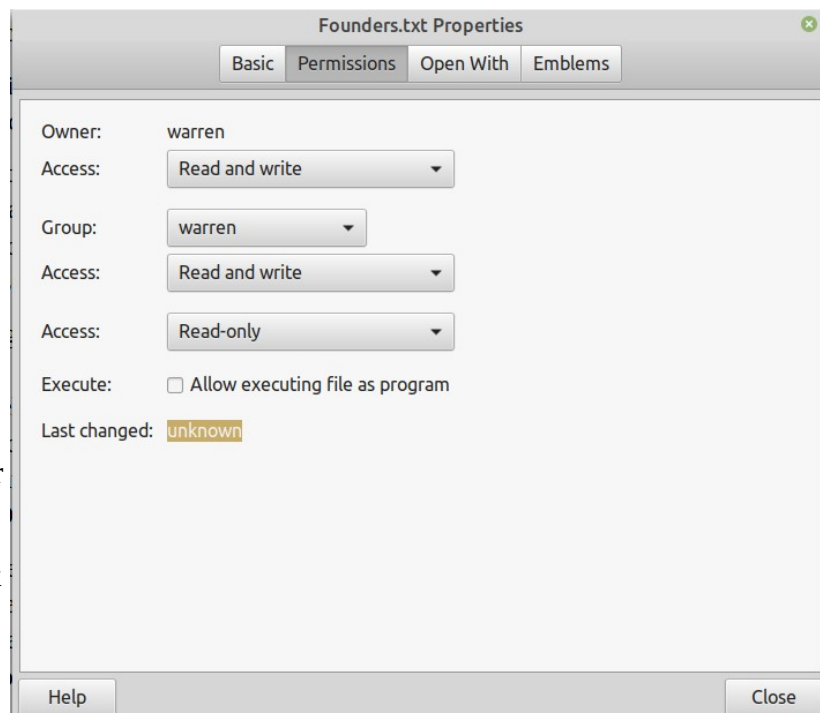 Founders.txt Properties
Basic Permissions Open With Emblems
Owner: warren
Access: Read and write
Group: warren
Access: Read and write
Access: Read-only
Execute: Allow executing file as program
Last changed: unknown
Help Close